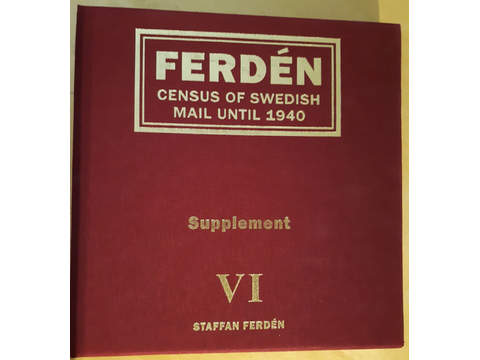 FERDÉN
CENSUS OF SWEDISH
MAIL UNTIL 1940
Supplement
VI
STAFFAN FERDÉN